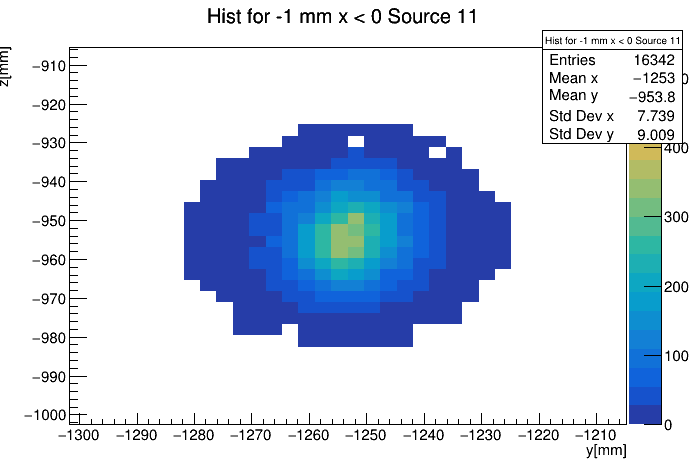 Hist for -1 mm x < 0 Source 11
z[mm]
Hist for -1 mm x < 0 Source 11
Entries 16342
Mean x −1253
Mean y −953.8
Std Dev x 7.739
Std Dev y 9.009
−910
−920
−930
−940
−950
−960
−970
−980
−990
−1000
0
400
300
200
100
0
−1300 −1290 −1280 −1270 −1260 −1250 −1240 −1230 −1220 −1210
y[mm]